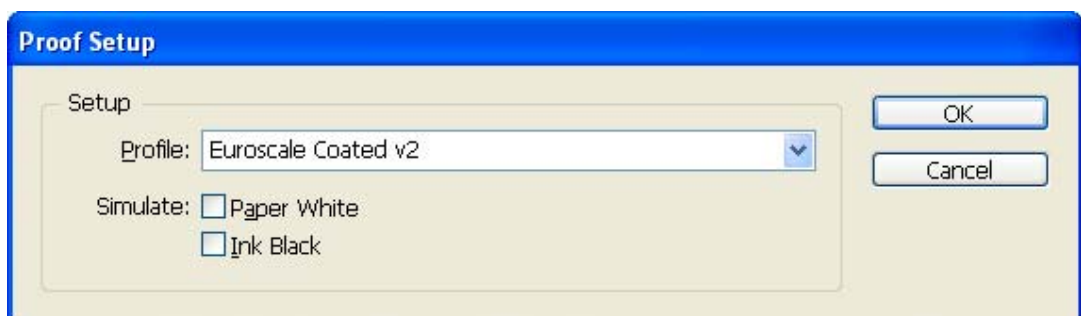 Proof Setup
Setup
Profile: Euroscale Coated v2
OK
Cancel
Simulate: Paper White
Ink Black